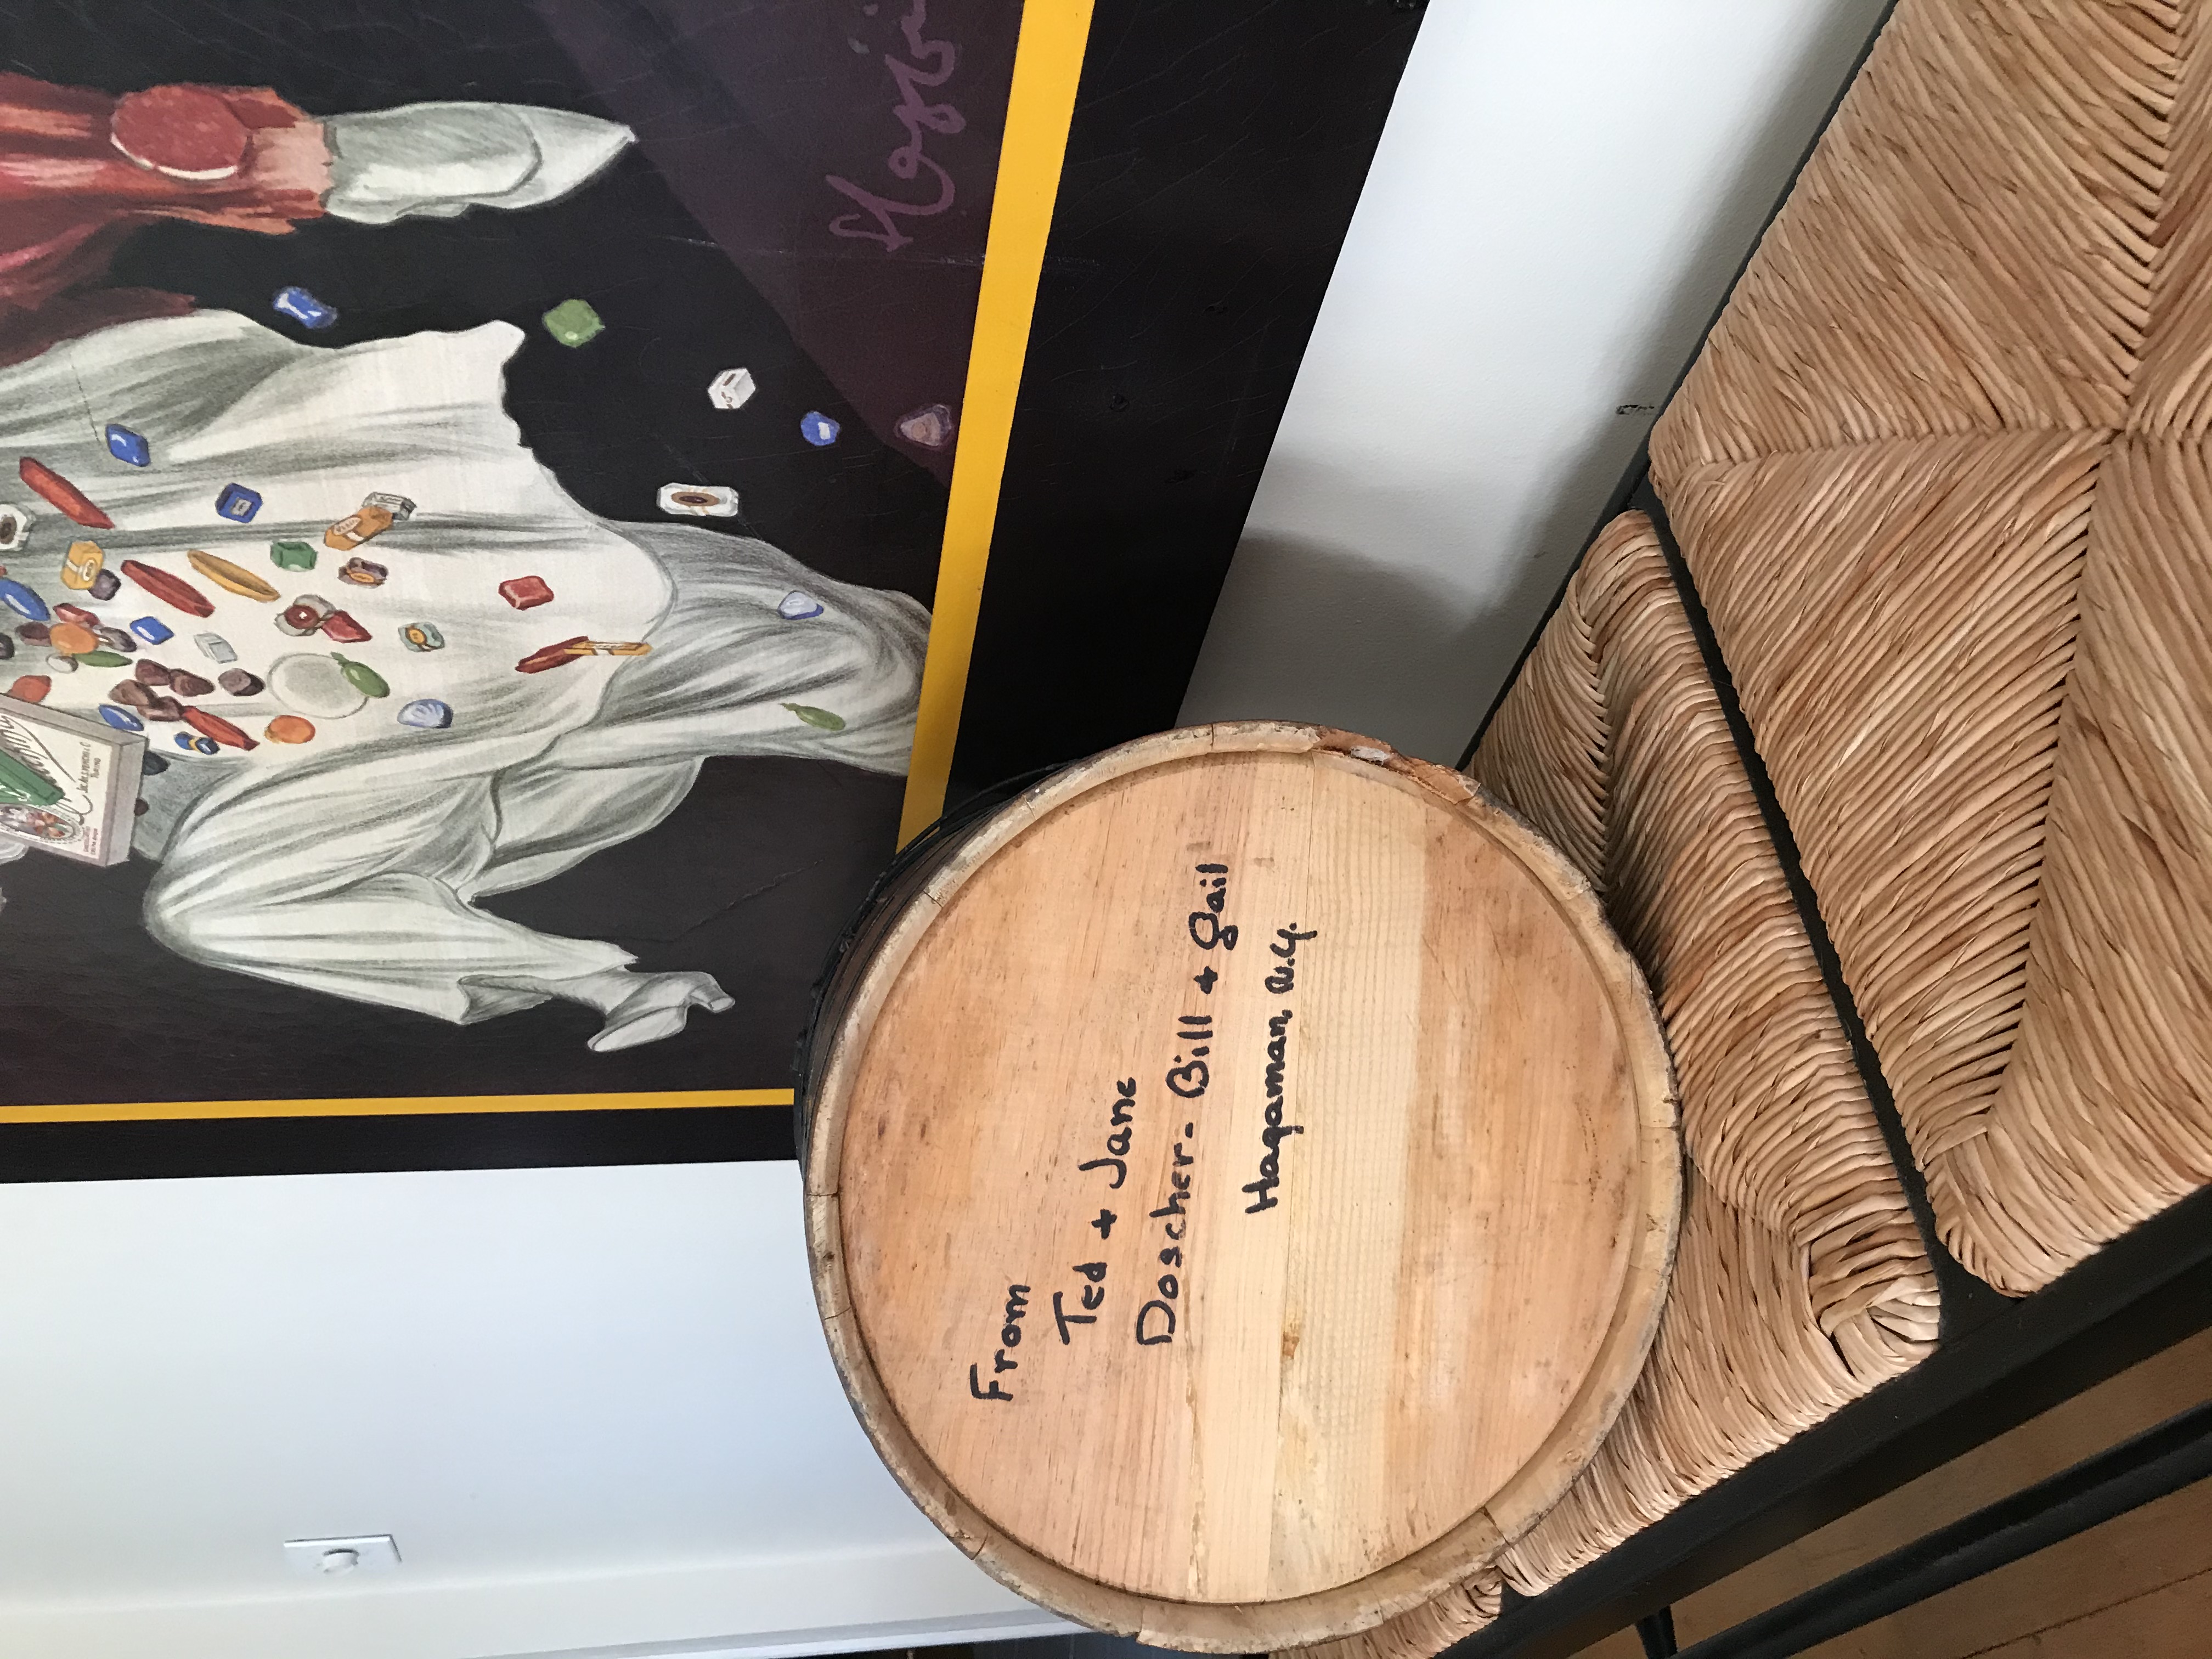 From
Ted + Jane
Doscher - Bill + Gail
Hagaman, N.Y.